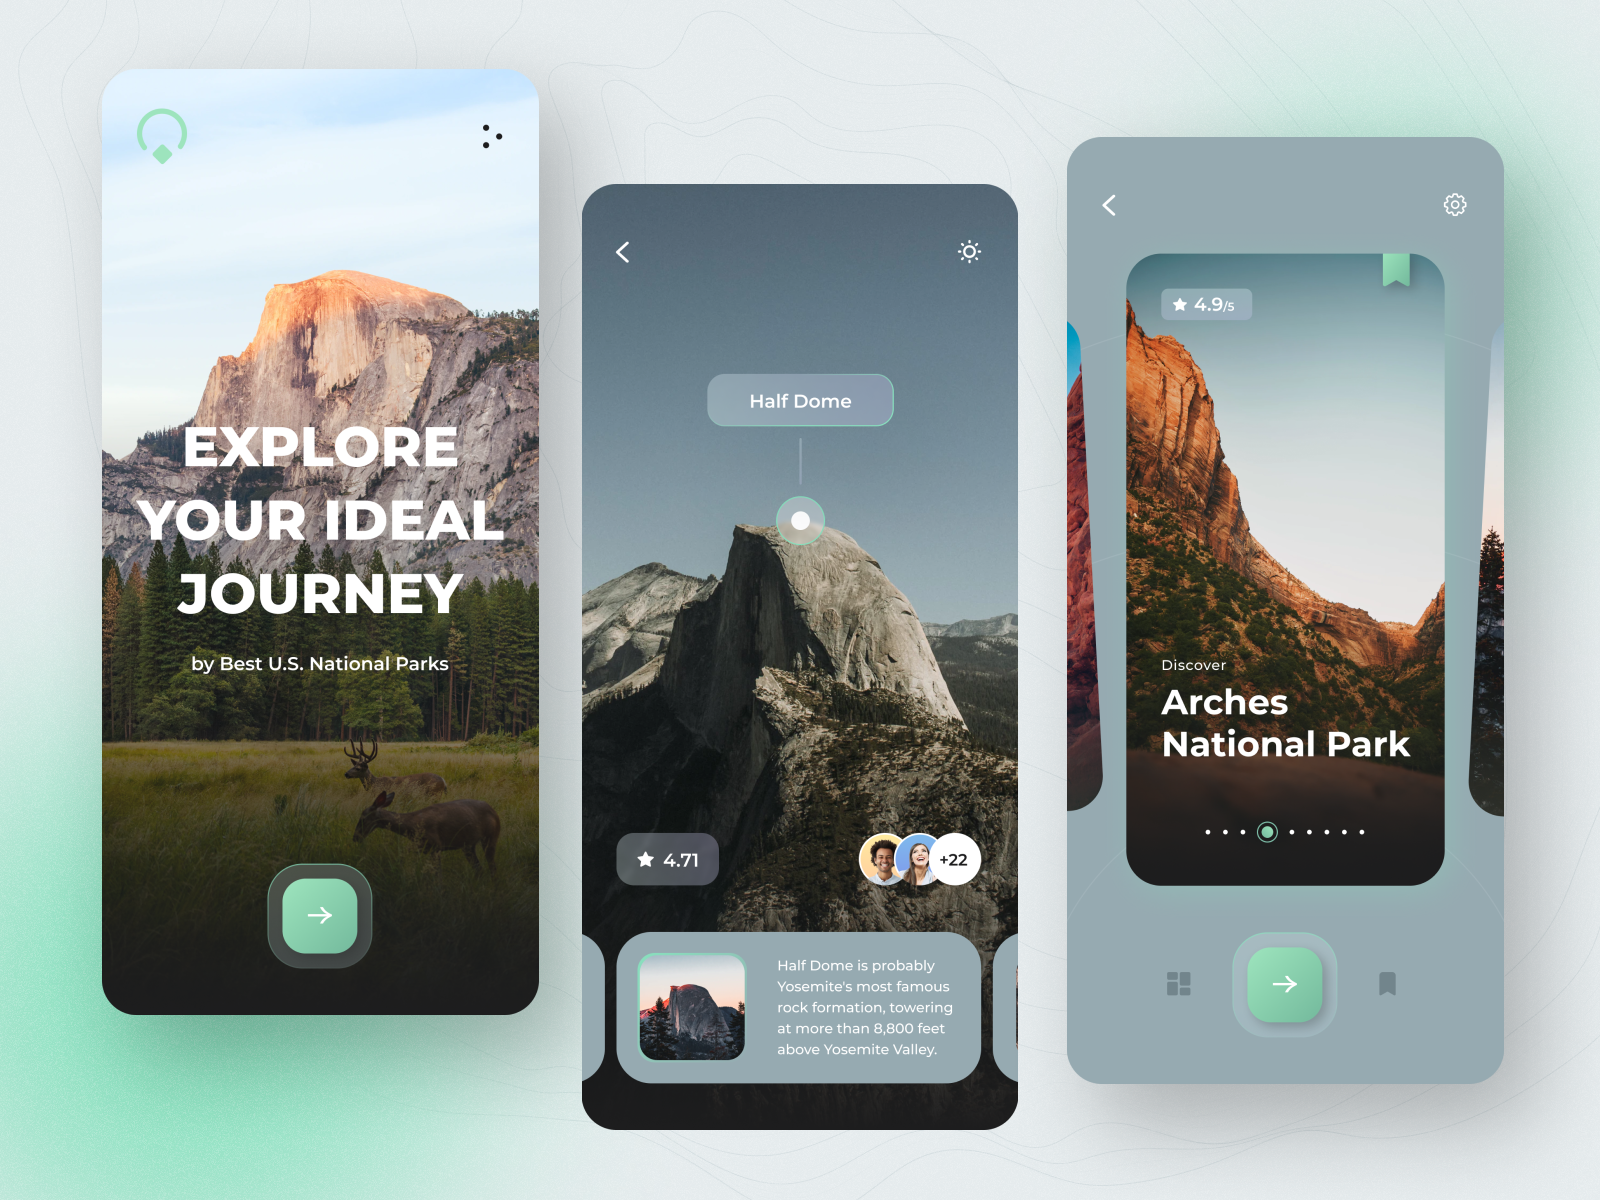 EXPLORE
YOUR IDEAL
JOURNEY
by Best U.S. National Parks
Half Dome
4.71
+22
Half Dome is probably
Yosemite's most famous
rock formation, towering
at more than 8,800 feet
above Yosemite Valley.
4.9/5
Discover
Arches
National Park